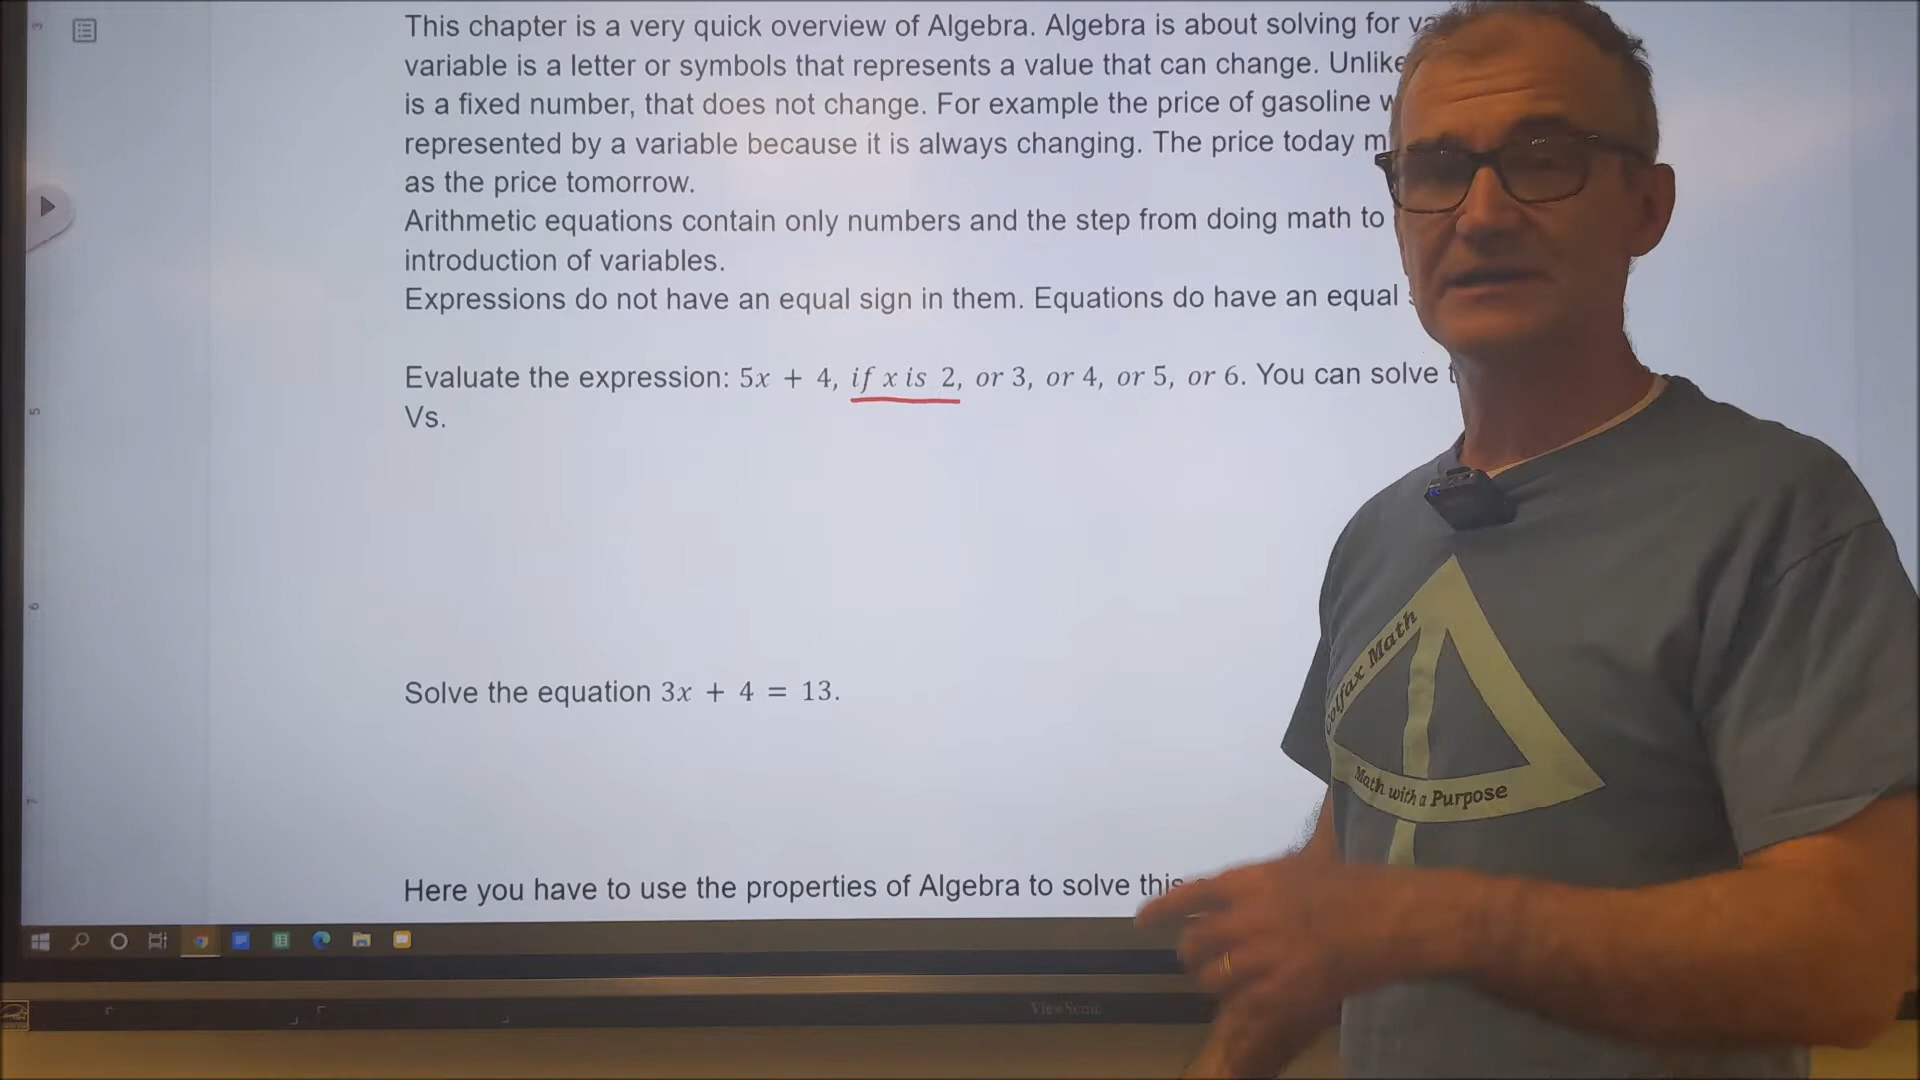 This chapter is a very quick overview of Algebra. Algebra is about solving for
variable is a letter or symbols that represents a value that can change. Unlike
is a fixed number, that does not change. For example the price of gasoline
represented by a variable because it is always changing. The price today
as the price tomorrow.
Arithmetic equations contain only numbers and the step from doing math to
introduction of variables.
Expressions do not have an equal sign in them. Equations do have an equal
Evaluate the expression: 5x + 4, if x is 2, or 3, or 4, or 5, or 6. You can solve
Vs.
Solve the equation 3x + 4 = 13.
Here you have to use the properties of Algebra to solve this
Colfax Math
Math with a Purpose
ViewSonic
3
5
6
7